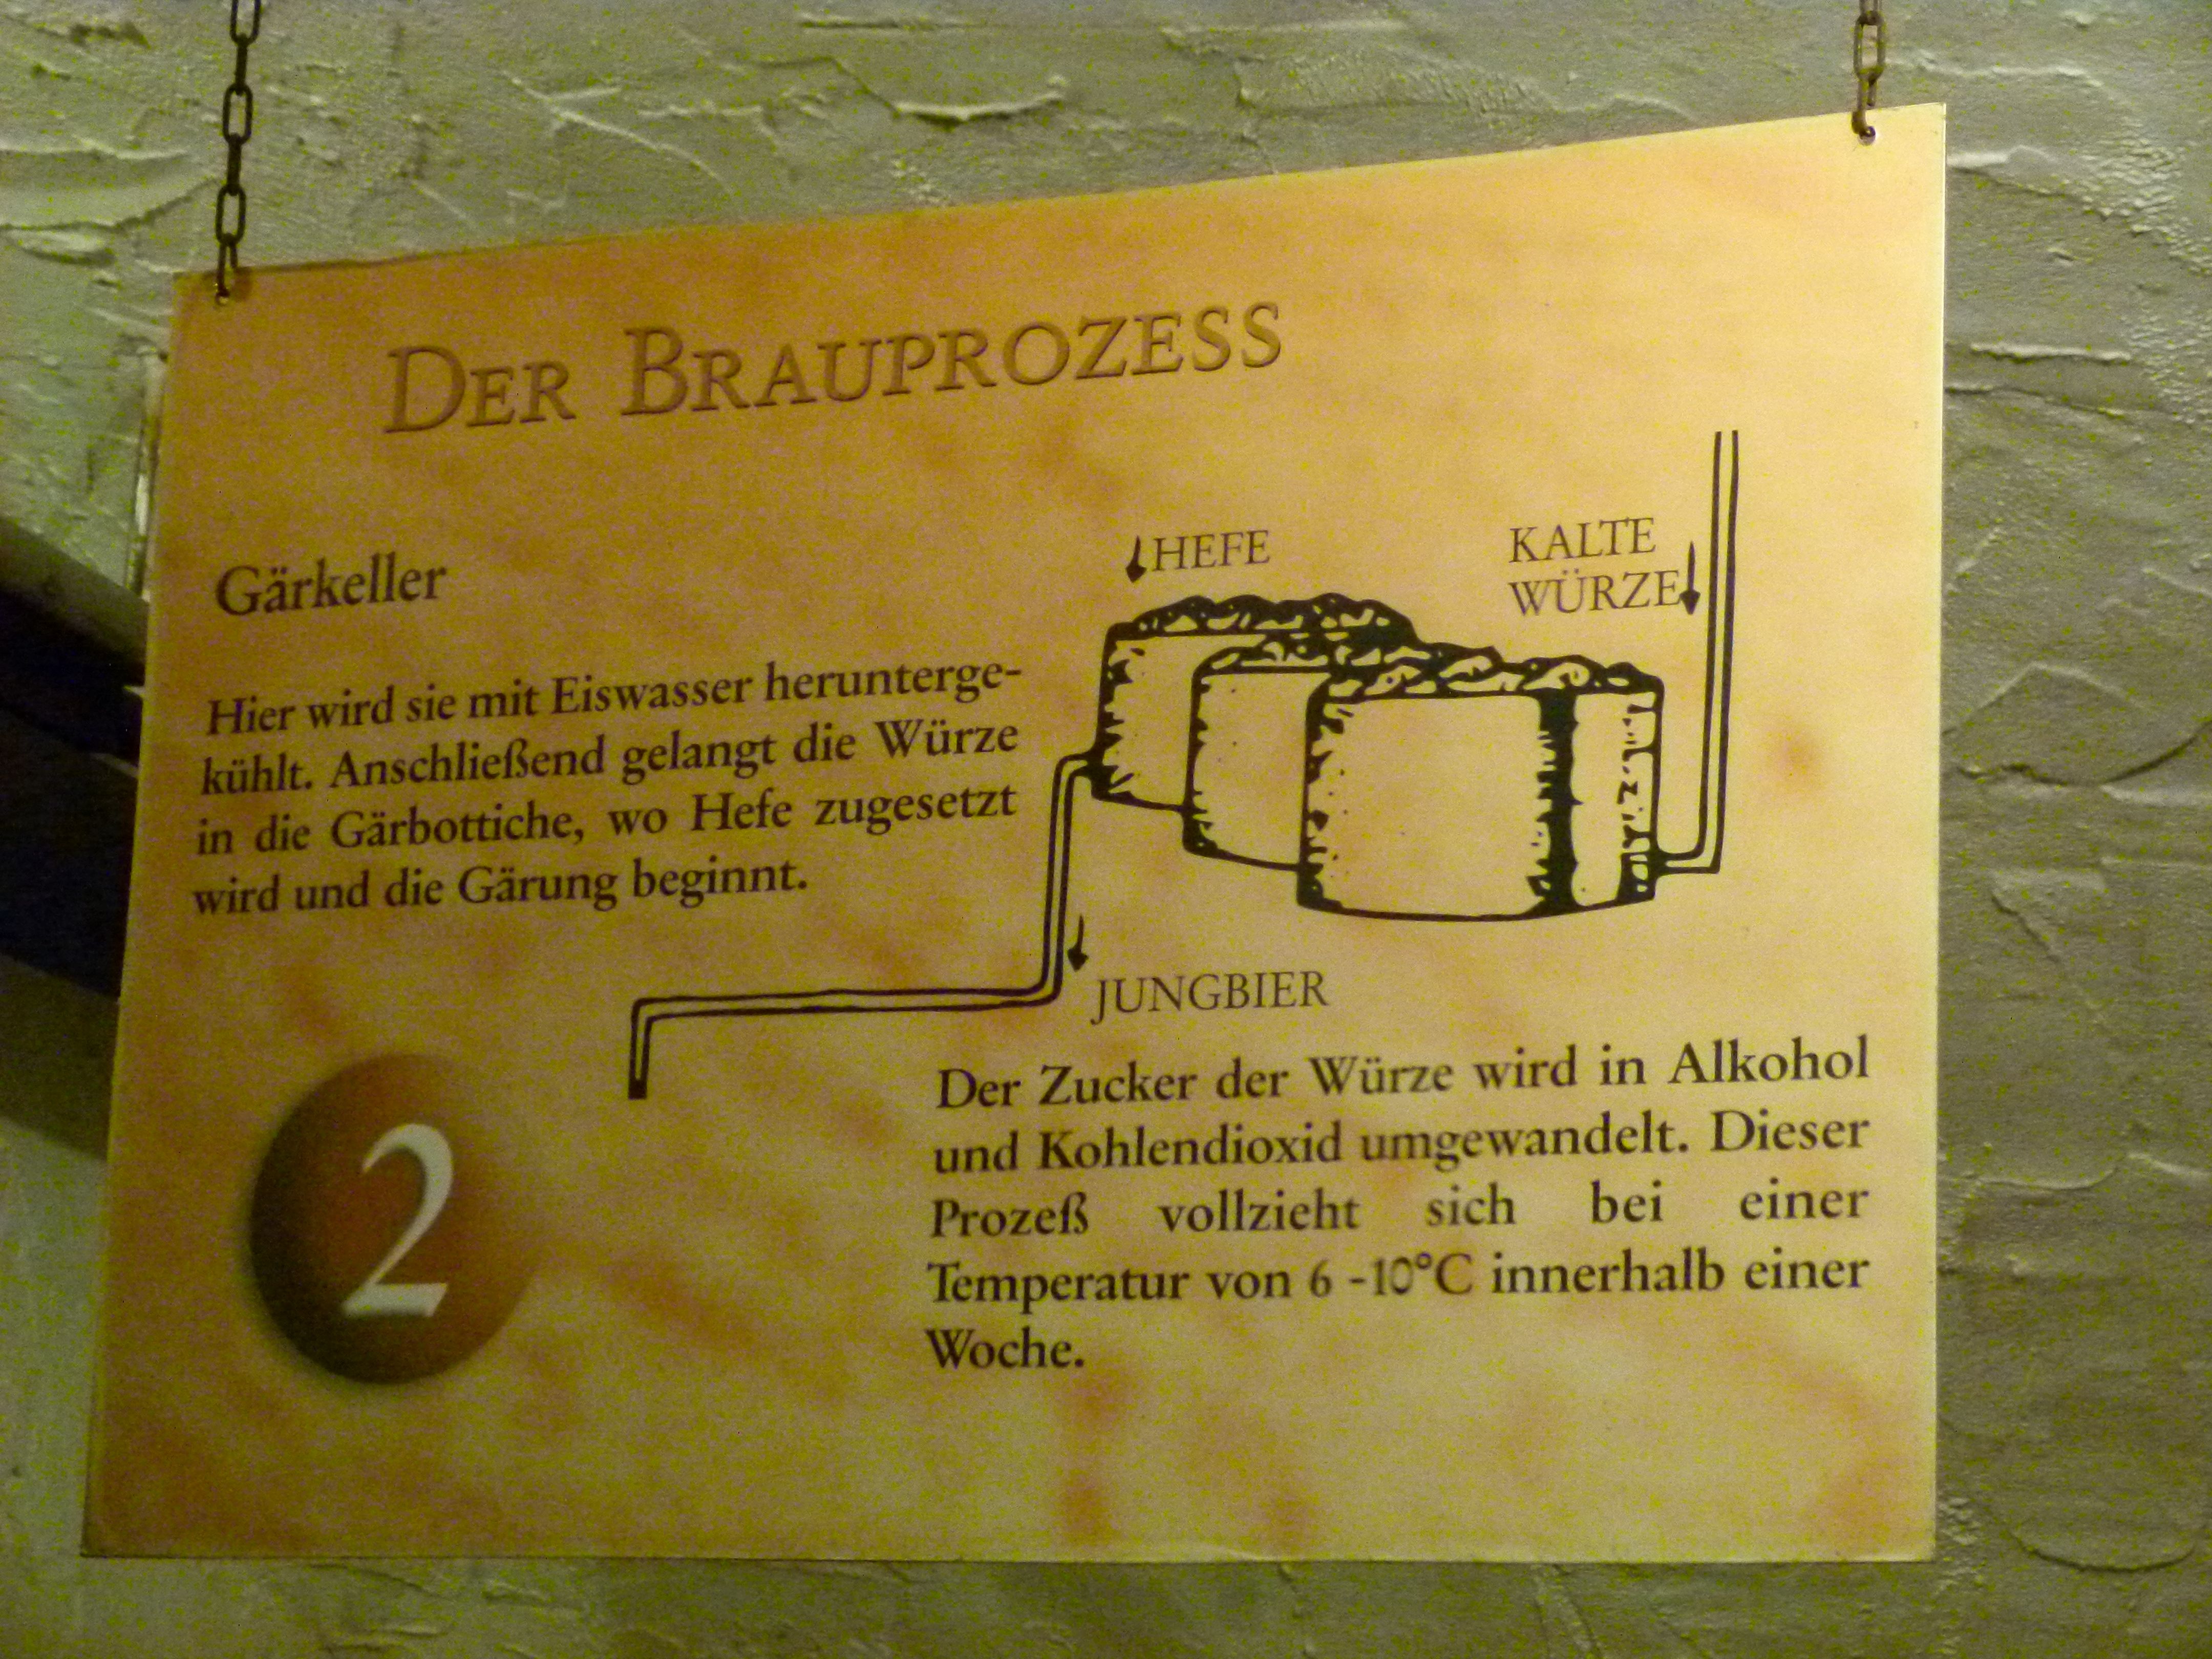 DER BRAUPROZESS
Gärkeller
Hier wird sie mit Eiswasser herunterge-
kühlt. Anschließend gelangt die Würze
in die Gärbottiche, wo Hefe zugesetzt
wird und die Gärung beginnt.
HEFE
KALTE
WÜRZE
JUNGBIER
Der Zucker der Würze wird in Alkohol
und Kohlendioxid umgewandelt. Dieser
Prozeß vollzieht sich bei einer
Temperatur von 6 -10°C innerhalb einer
Woche.
2